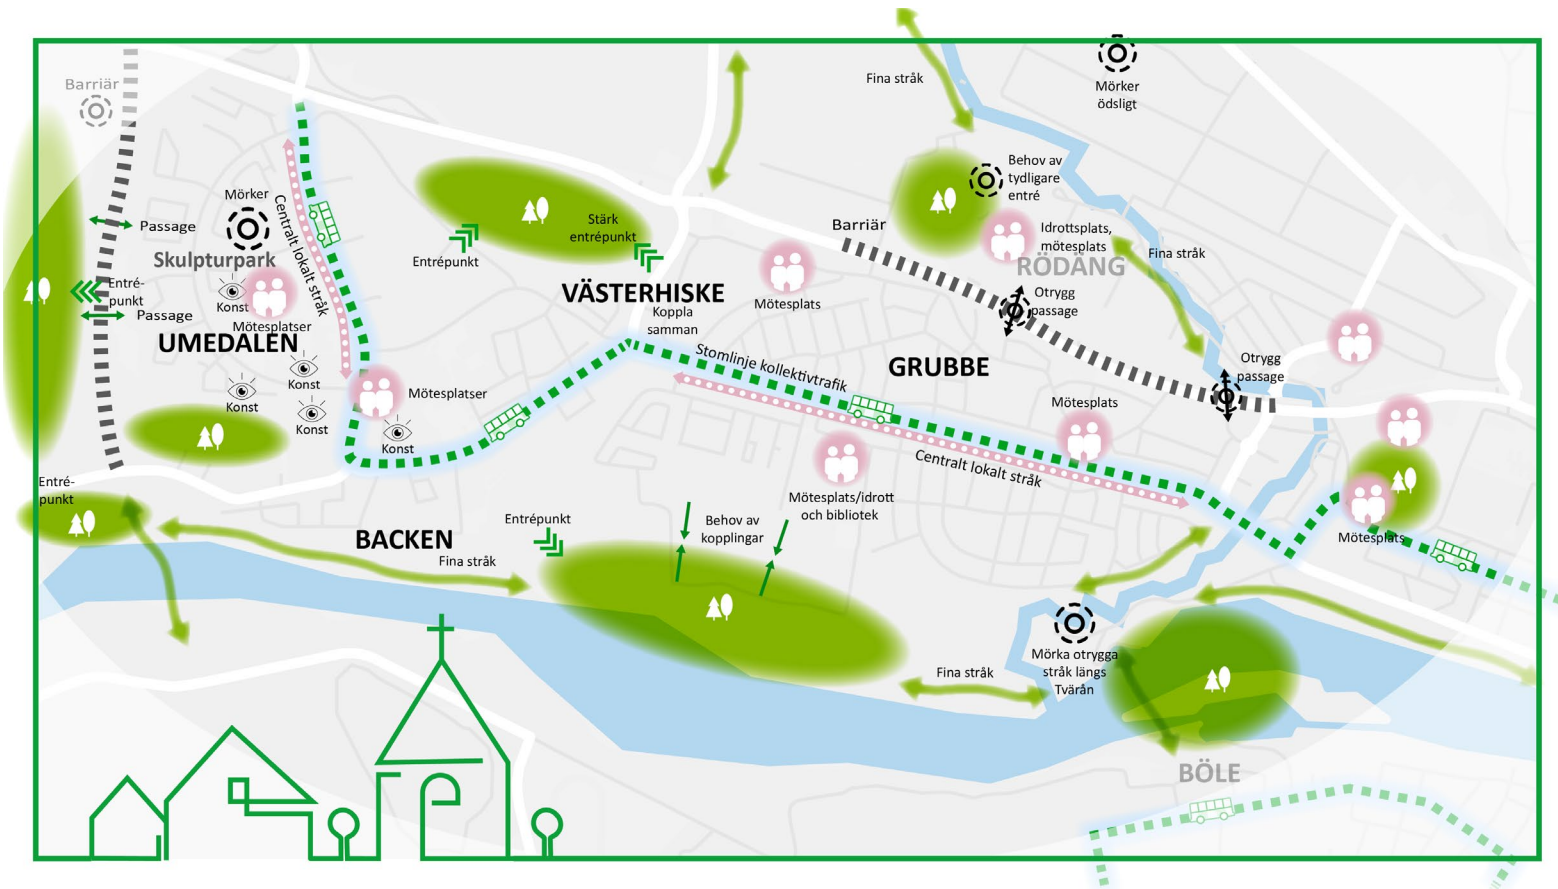 Fina stråk
Mörker
ödsligt
Barriär
Behov av
tydligare
entré
Mörker
Passage
Centralt lokalt stråk
Stärk
entrépunkt
Barriär
Idrottsplats,
mötesplats
Fina stråk
Skulpturpark
Entrépunkt
RÖDÄNG
Entré-
punkt
Konst
Passage
Mötesplatser
UMEDALEN
VÄSTERHISKE
Koppla
samman
Mötesplats
Otrygg
passage
Stomlinje kollektivtrafik
GRUBBE
Otrygg
passage
Konst
Konst
Konst
Mötesplatser
Konst
Mötesplats
Centralt lokalt stråk
Entré-
punkt
Mötesplats/idrott
och bibliotek
Entrépunkt
Behov av
kopplingar
BACKEN
Fina stråk
Mötesplats
Mörka otrygga
stråk längs
Tvärån
Fina stråk
BÖLE